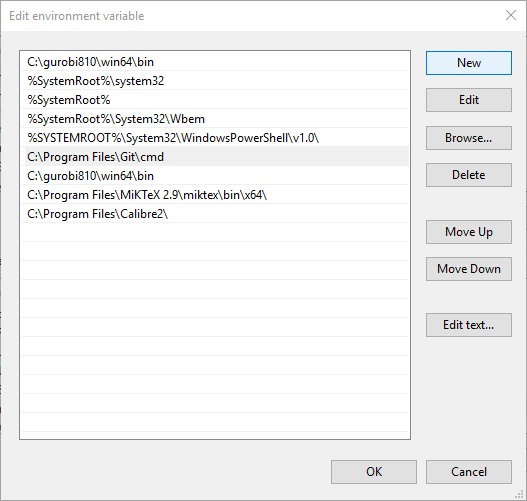 Edit environment variable
C:\gurobi810\win64\bin
New
%SystemRoot%\system32
%SystemRoot%
Edit
%SystemRoot%\System32\Wbem
%SYSTEMROOT%\System32\WindowsPowerShell\v1.0\
Browse...
C:\Program Files\Git\cmd
C:\gurobi810\win64\bin
Delete
C:\Program Files\MiKTeX 2.9\miktex\bin\x64\
C:\Program Files\Calibre2\
Move Up
Move Down
Edit text...
OK
Cancel